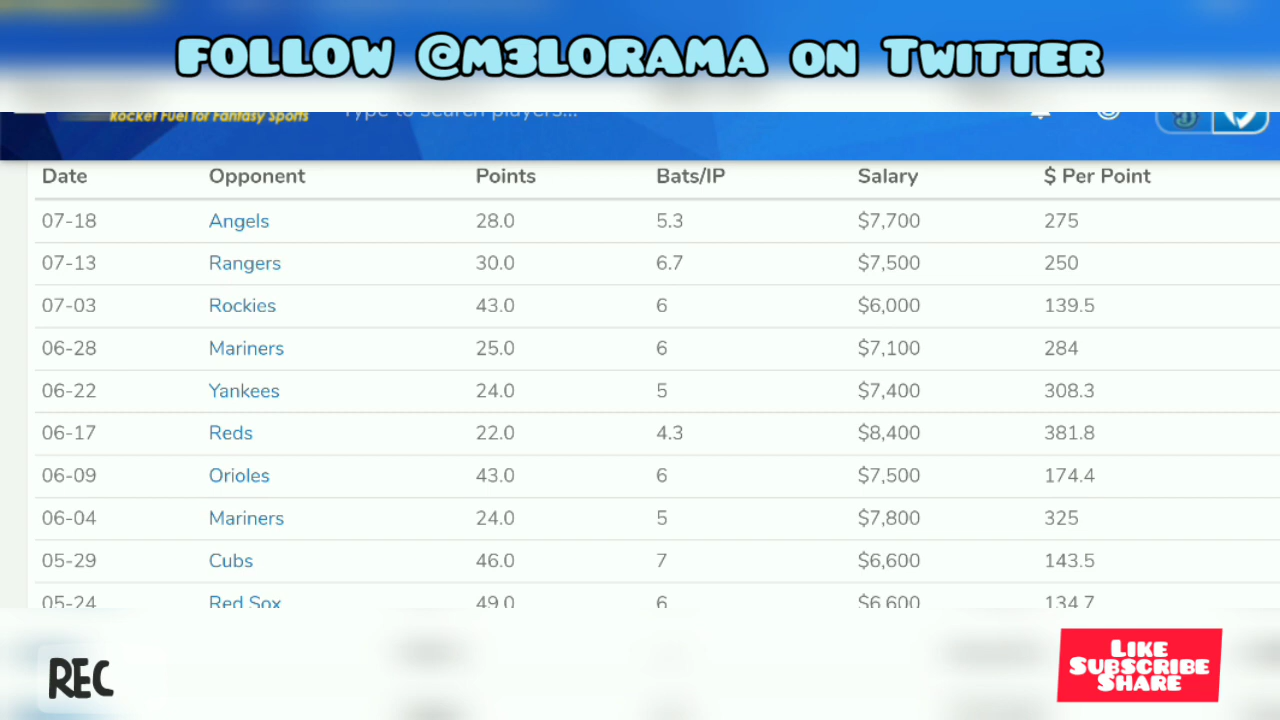 FOLLOW @M3LORAMA ON TWITTER
Rocket Fuel for Fantasy Sports Type to search players...
Date Opponent Points Bats/IP Salary $ Per Point
07-18 Angels 28.0 5.3 $7,700 275
07-13 Rangers 30.0 6.7 $7,500 250
07-03 Rockies 43.0 6 $6,000 139.5
06-28 Mariners 25.0 6 $7,100 284
06-22 Yankees 24.0 5 $7,400 308.3
06-17 Reds 22.0 4.3 $8,400 381.8
06-09 Orioles 43.0 6 $7,500 174.4
06-04 Mariners 24.0 5 $7,800 325
05-29 Cubs 46.0 7 $6,600 143.5
05-24 Red Sox 49.0 6 $6,600 134.7
REC
LIKE
SUBSCRIBE
SHARE